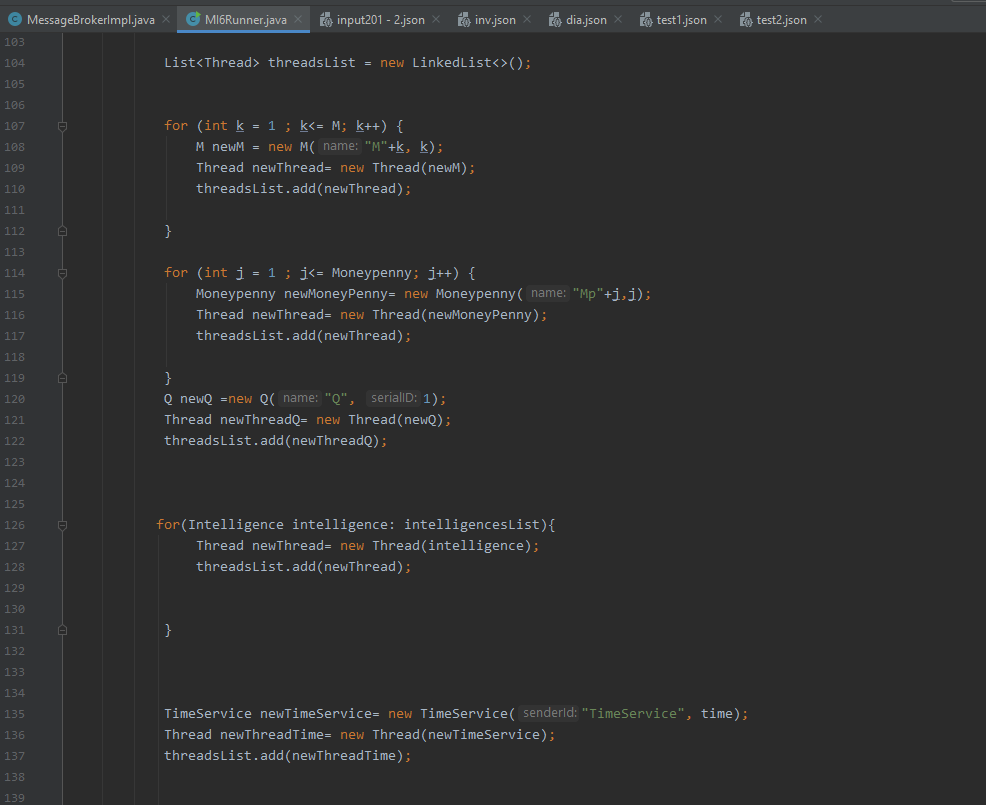 MessageBrokerImpl.java MI6Runner.java input201 - 2.json inv.json dia.json test1.json test2.json
103
104 List<Thread> threadsList = new LinkedList<>();
105
106
107 for (int k = 1 ; k<= M; k++) {
108 M newM = new M( name: "M"+k, k);
109 Thread newThread= new Thread(newM);
110 threadsList.add(newThread);
111
112 }
113
114 for (int j = 1 ; j<= Moneypenny; j++) {
115 Moneypenny newMoneyPenny= new Moneypenny( name: "Mp"+j,j);
116 Thread newThread= new Thread(newMoneyPenny);
117 threadsList.add(newThread);
118
119 }
120 Q newQ =new Q( name: "Q", serialID: 1);
121 Thread newThreadQ= new Thread(newQ);
122 threadsList.add(newThreadQ);
123
124
125
126 for(Intelligence intelligence: intelligencesList){
127 Thread newThread= new Thread(intelligence);
128 threadsList.add(newThread);
129
130
131 }
132
133
134
135 TimeService newTimeService= new TimeService( senderId: "TimeService", time);
136 Thread newThreadTime= new Thread(newTimeService);
137 threadsList.add(newThreadTime);
138
139